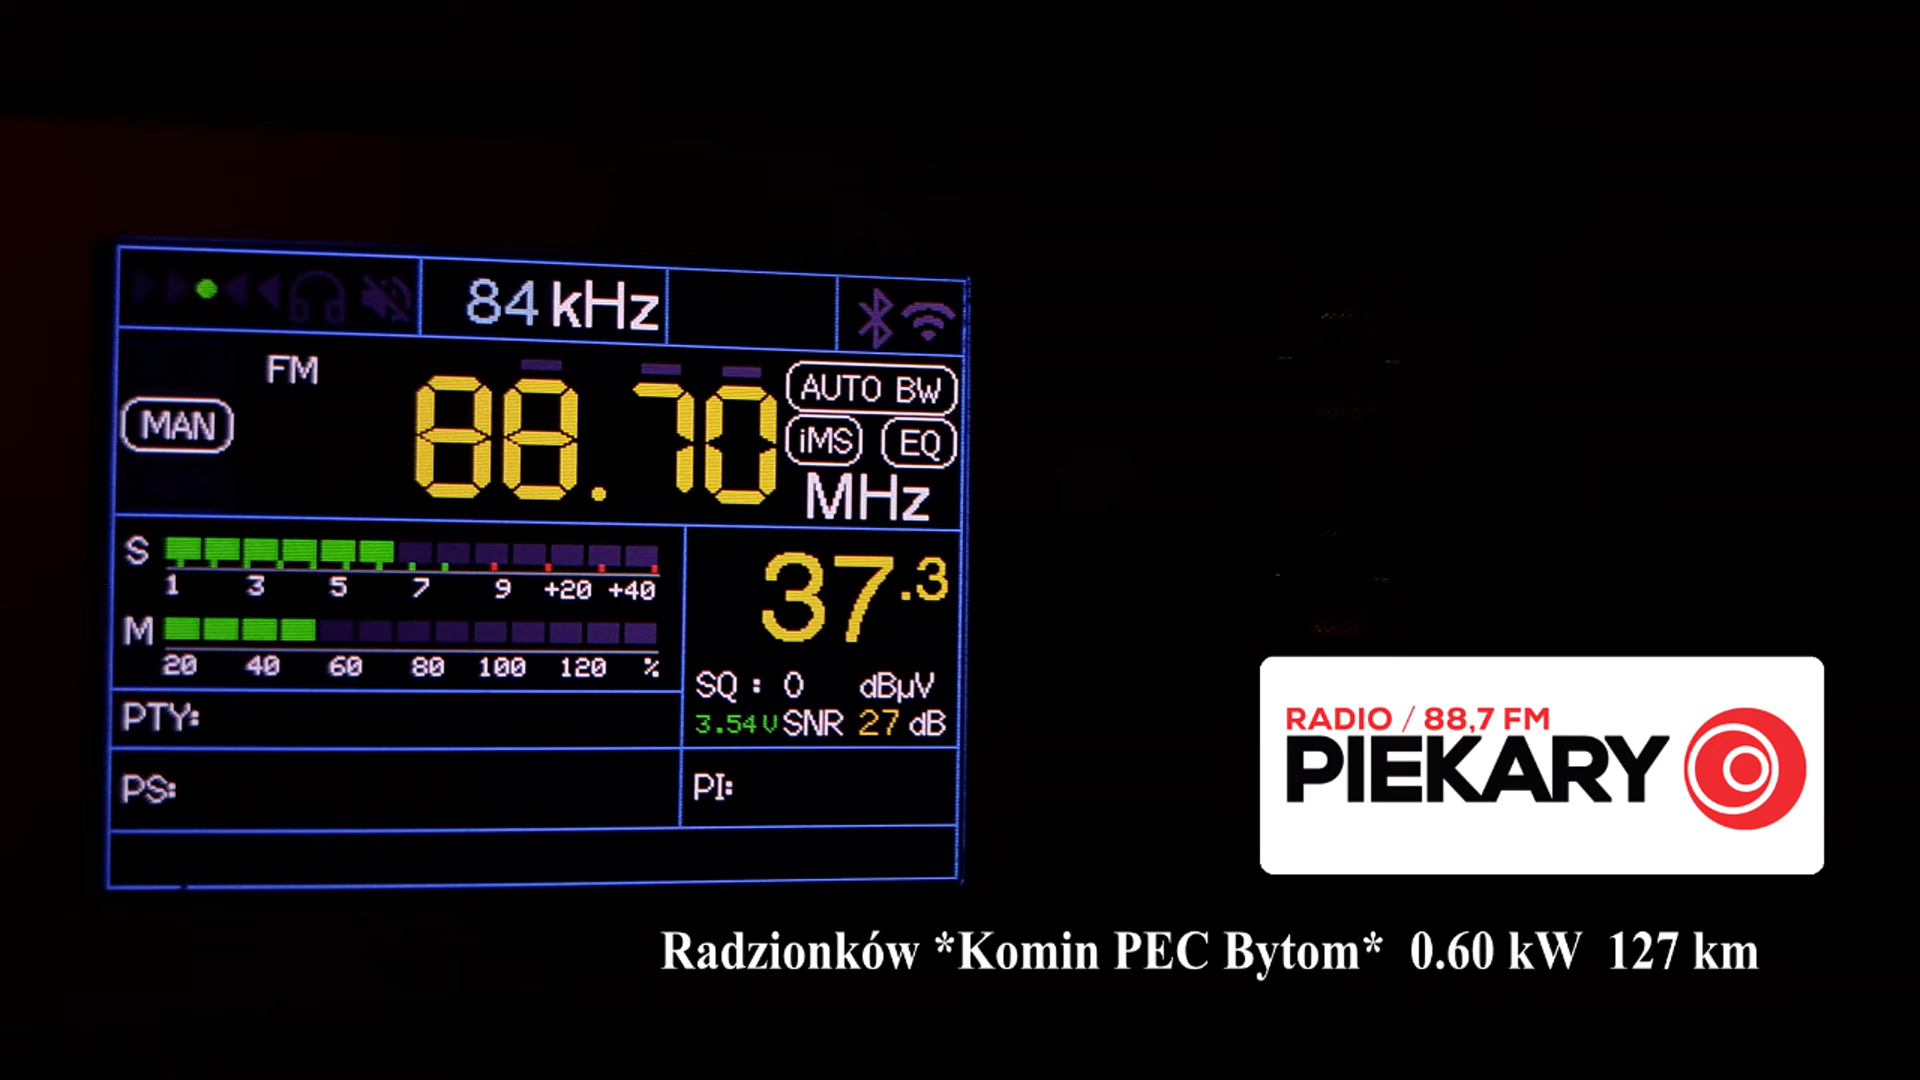 84 kHz
FM
88.70
AUTO BW
MAN
iMS EQ
MHz
S
1 3 5 7 9 +20 +40
M
20 40 60 80 100 120 %
37.3
SQ : 0 dBµV
3.54V SNR 27 dB
PTY:
PS:
PI:
RADIO / 88,7 FM
PIEKARY
Radzionków *Komin PEC Bytom* 0.60 kW 127 km